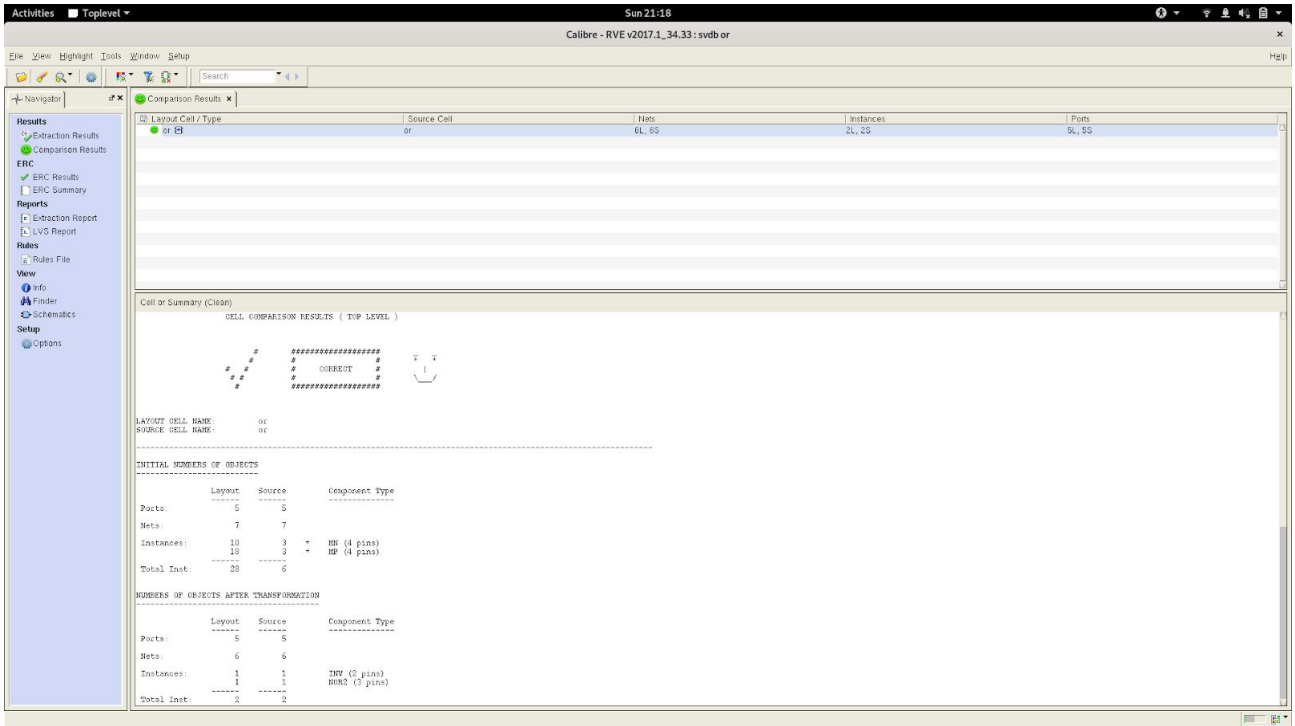 Activities Toplevel Sun 21:18
Calibre - RVE v2017.1_34.33 : svdb or ×
File View Highlight Tools Window Setup Help
Search
Navigator
Results
Extraction Results
Comparison Results
ERC
ERC Results
ERC Summary
Reports
Extraction Report
LVS Report
Rules
Rules File
View
Info
Finder
Schematics
Setup
Options
Comparison Results ×
Layout Cell / Type Source Cell Nets Instances Ports
or or 6L, 6S 2L, 2S 5L, 5S
Cell or Summary (Clean)
CELL COMPARISON RESULTS ( TOP LEVEL )
# ################### _ _
# # # * *
# # # CORRECT # |
# # # # \___/
# ###################
LAYOUT CELL NAME: or
SOURCE CELL NAME: or
INITIAL NUMBERS OF OBJECTS
Layout Source Component Type
Ports: 5 5
Nets: 7 7
Instances: 10 3 * MN (4 pins)
18 3 * MP (4 pins)
Total Inst: 28 6
NUMBERS OF OBJECTS AFTER TRANSFORMATION
Layout Source Component Type
Ports: 5 5
Nets: 6 6
Instances: 1 1 INV (2 pins)
1 1 NOR2 (3 pins)
Total Inst: 2 2